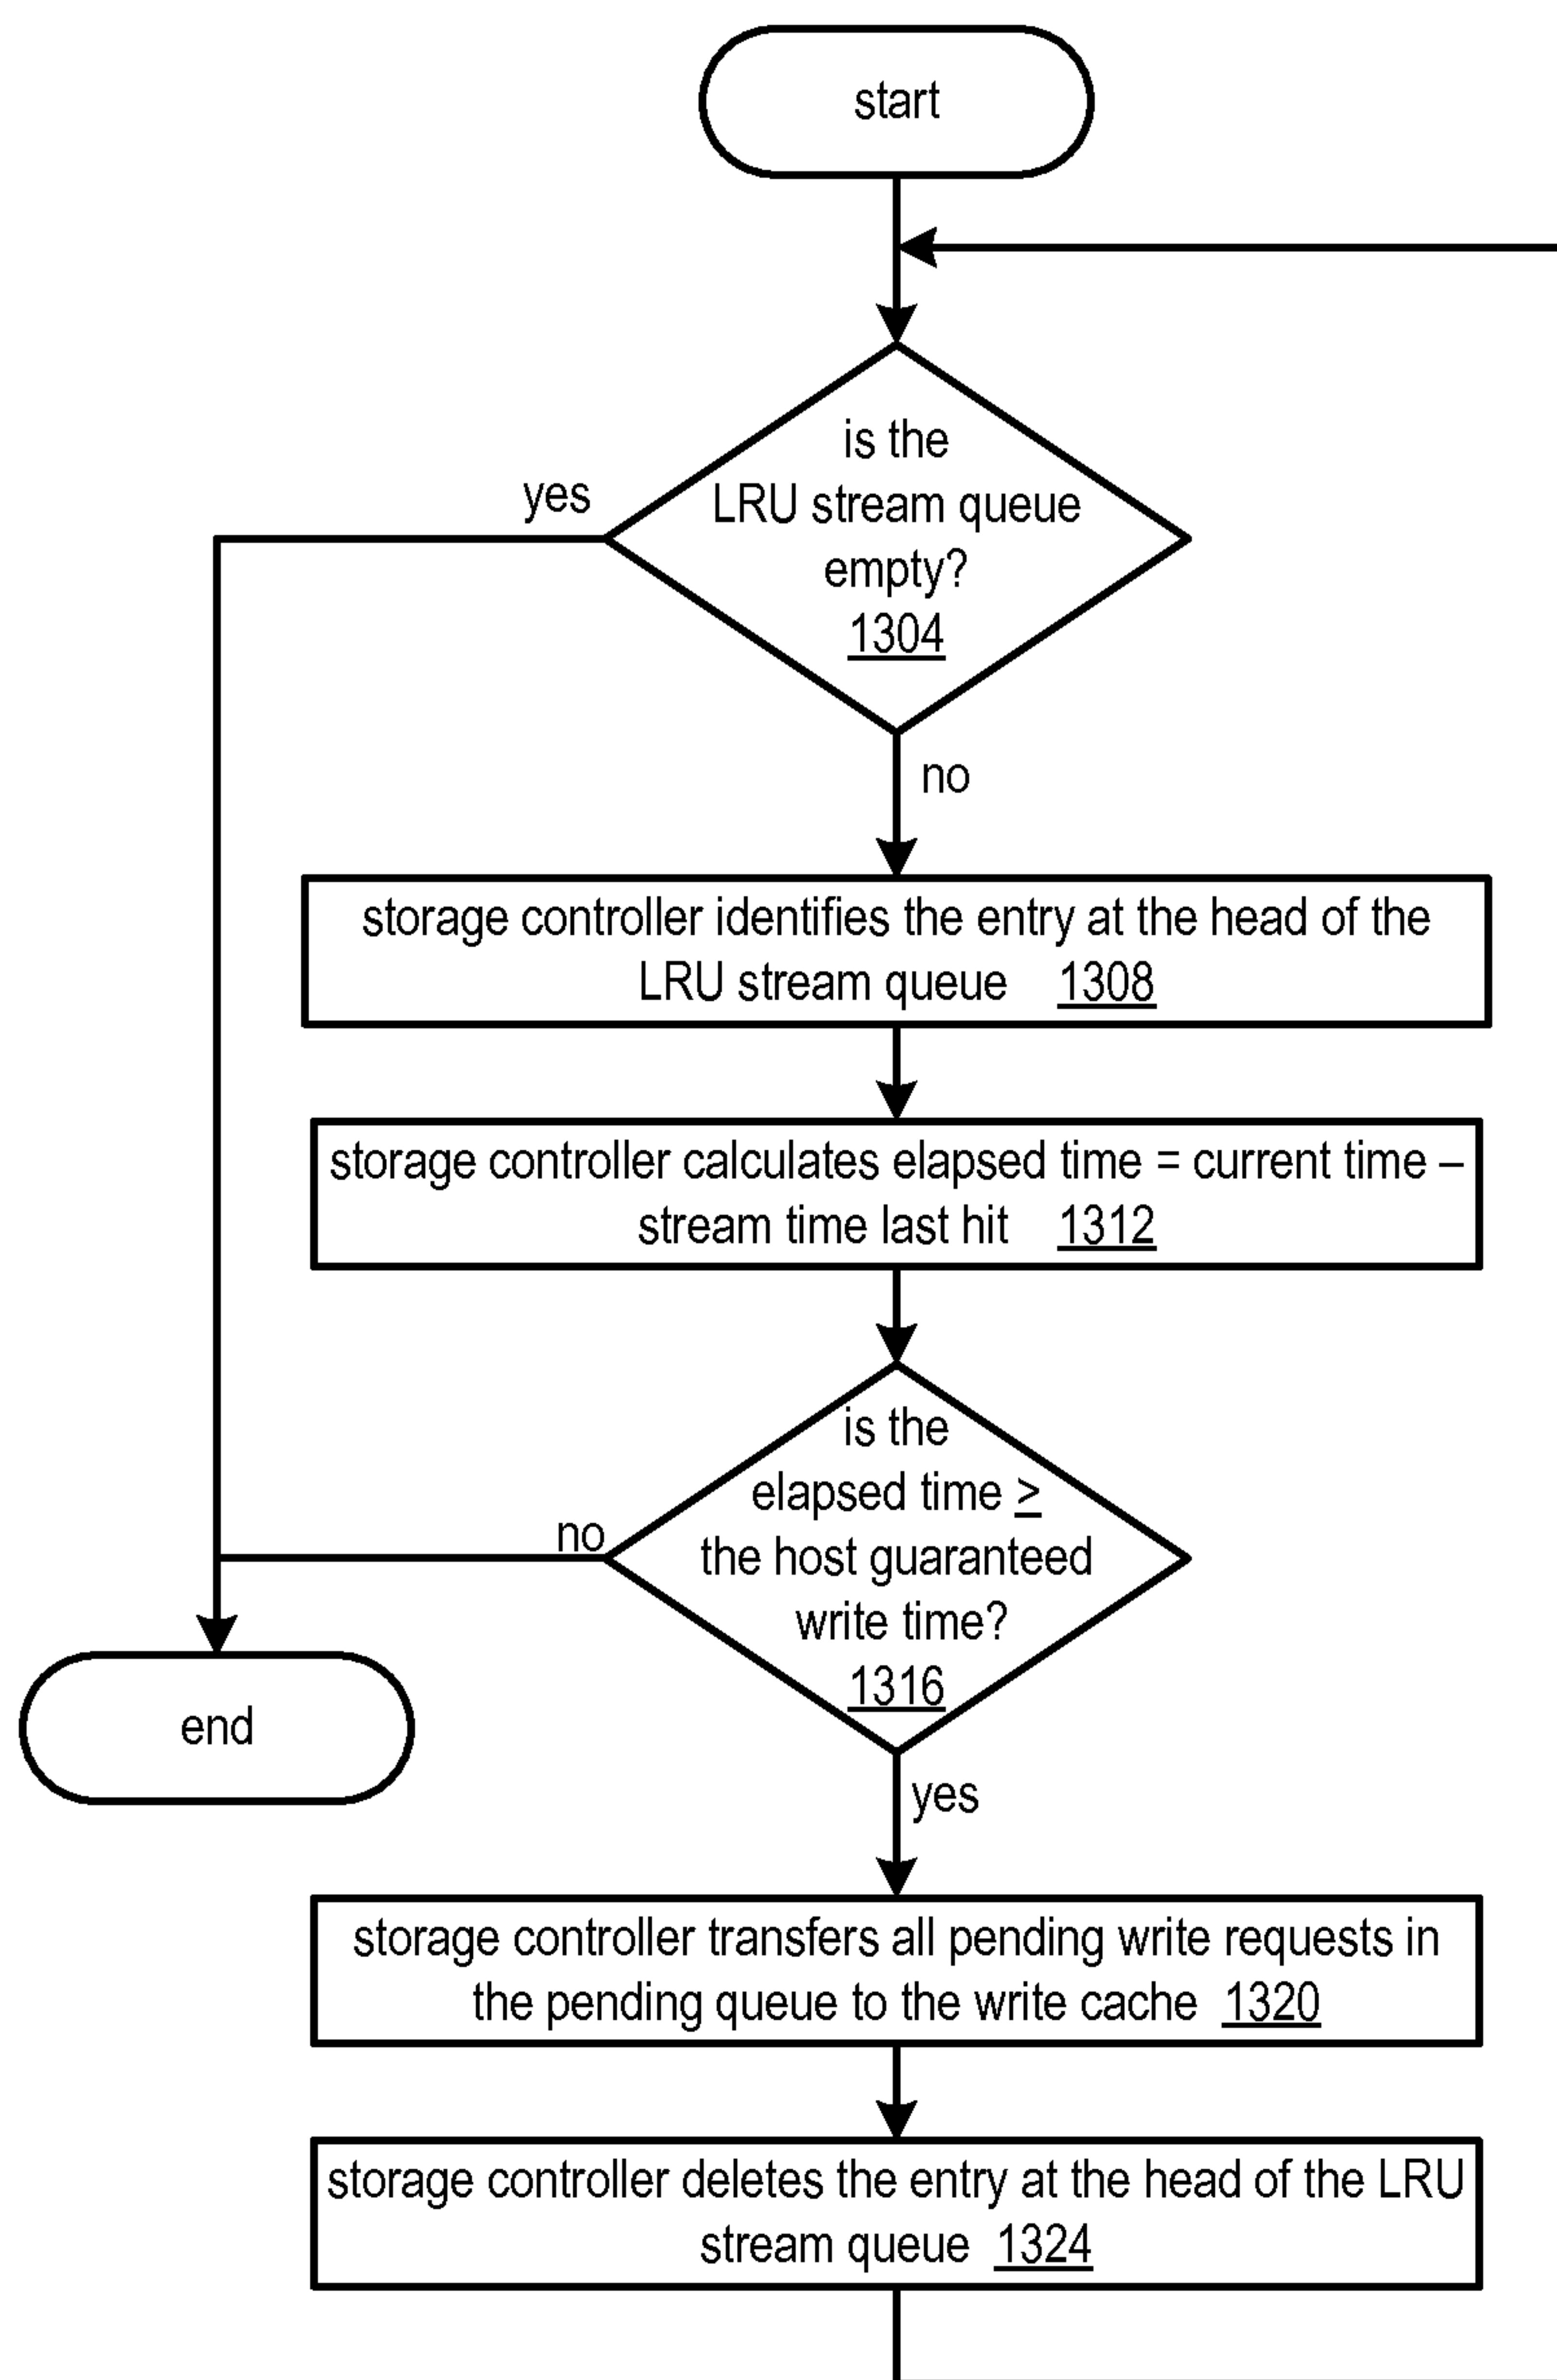 start
is the
LRU stream queue
empty?
1304
yes
no
storage controller identifies the entry at the head of the
LRU stream queue 1308
storage controller calculates elapsed time = current time –
stream time last hit 1312
is the
elapsed time ≥
the host guaranteed
write time?
1316
no
end
yes
storage controller transfers all pending write requests in
the pending queue to the write cache 1320
storage controller deletes the entry at the head of the LRU
stream queue 1324